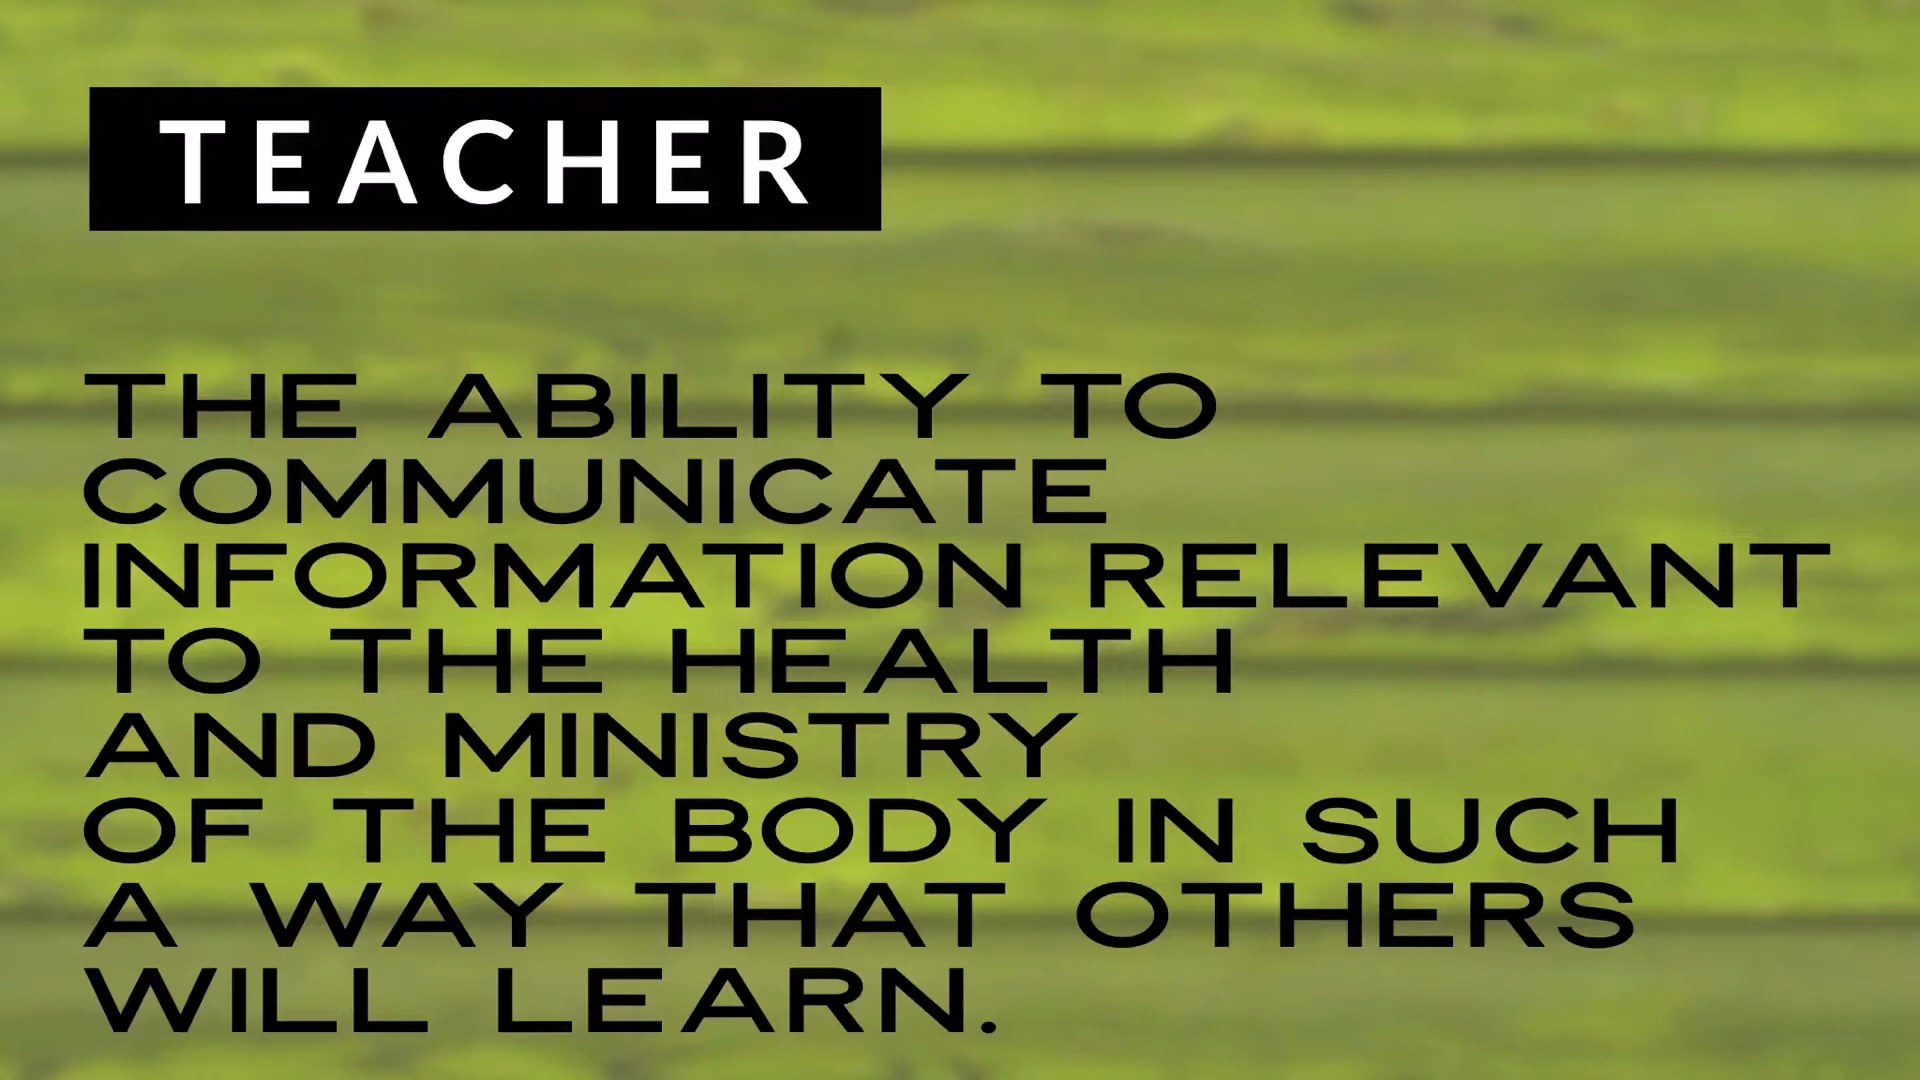 TEACHER
THE ABILITY TO
COMMUNICATE
INFORMATION RELEVANT
TO THE HEALTH
AND MINISTRY
OF THE BODY IN SUCH
A WAY THAT OTHERS
WILL LEARN.